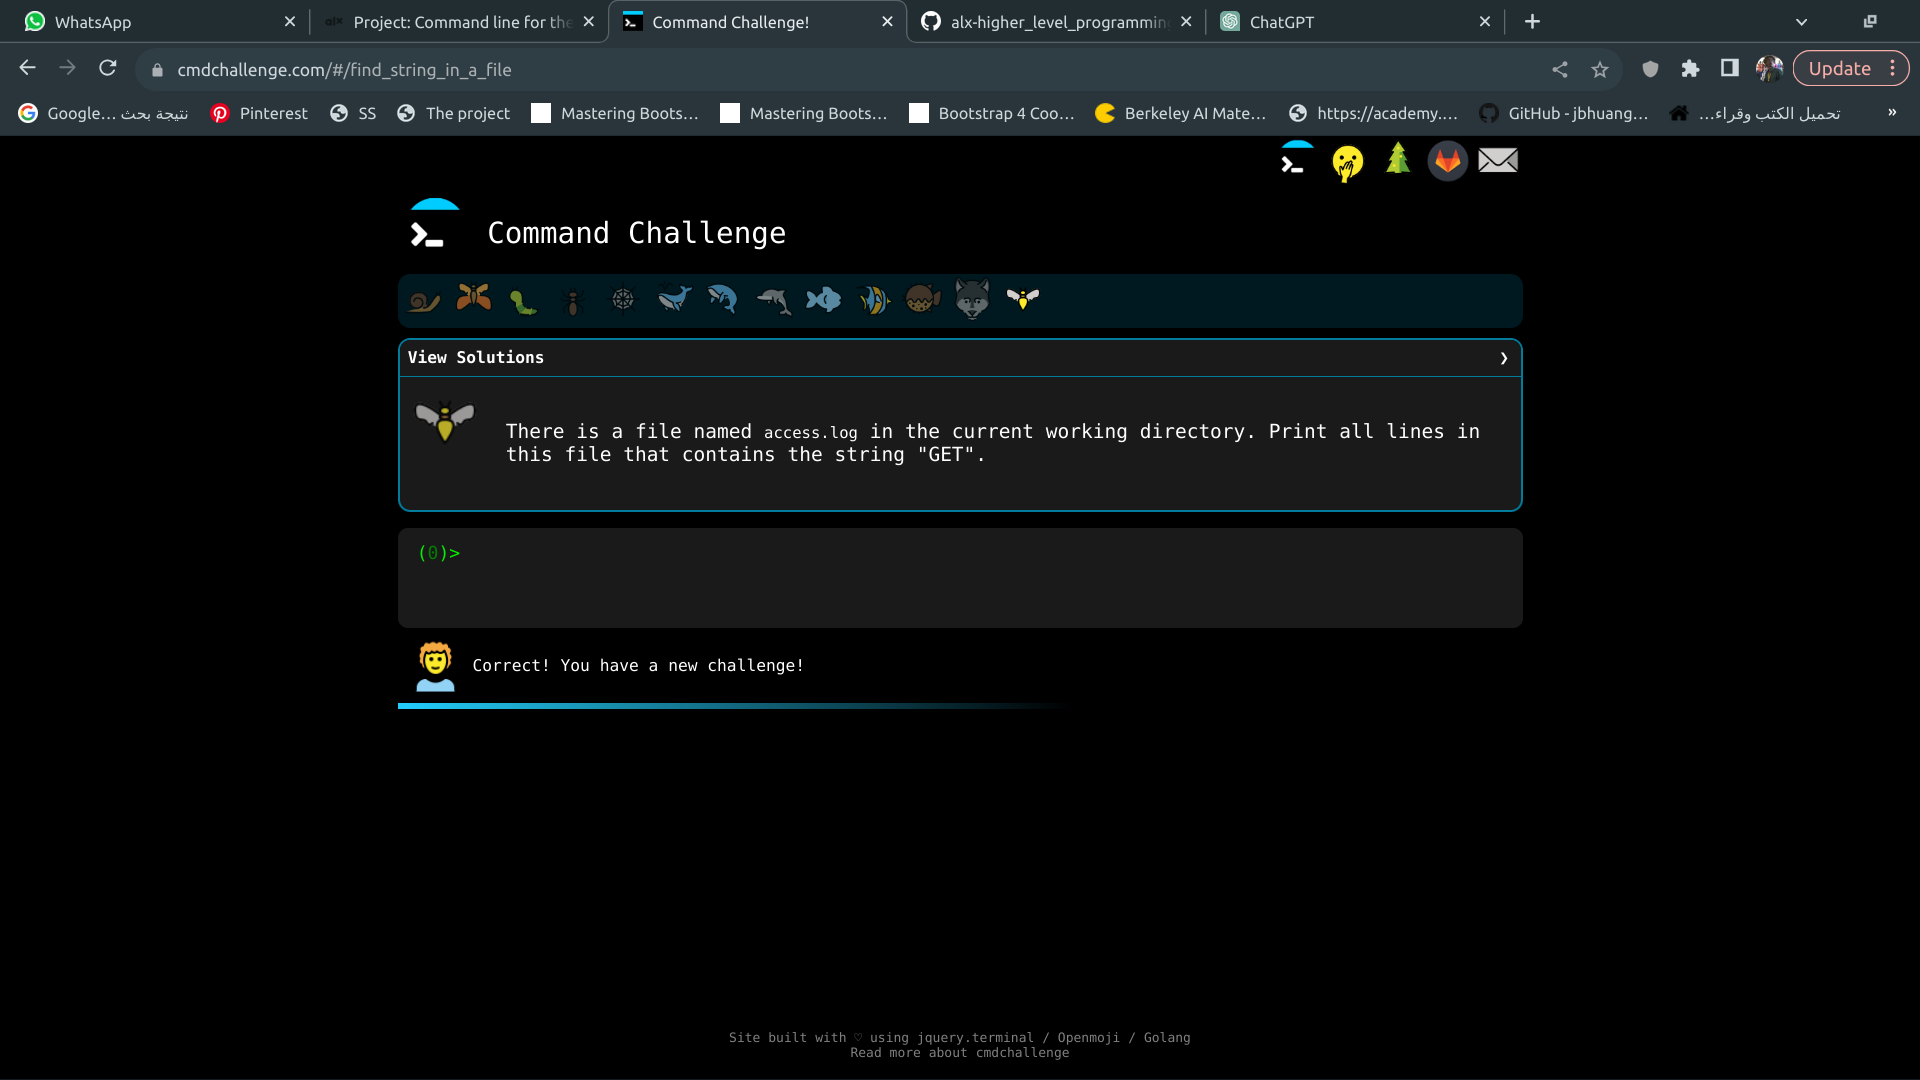 WhatsApp
alx Project: Command line for the
Command Challenge!
alx-higher_level_programming
ChatGPT
cmdchallenge.com/#/find_string_in_a_file
Update
Google... نتيجة بحث
Pinterest
SS
The project
Mastering Boots...
Mastering Boots...
Bootstrap 4 Coo...
Berkeley AI Mate...
https://academy....
GitHub - jbhuang...
تحميل الكتب وقراء...
»
Command Challenge
View Solutions
There is a file named access.log in the current working directory. Print all lines in
this file that contains the string "GET".
(0)>
Correct! You have a new challenge!
Site built with ♡ using jquery.terminal / Openmoji / Golang
Read more about cmdchallenge